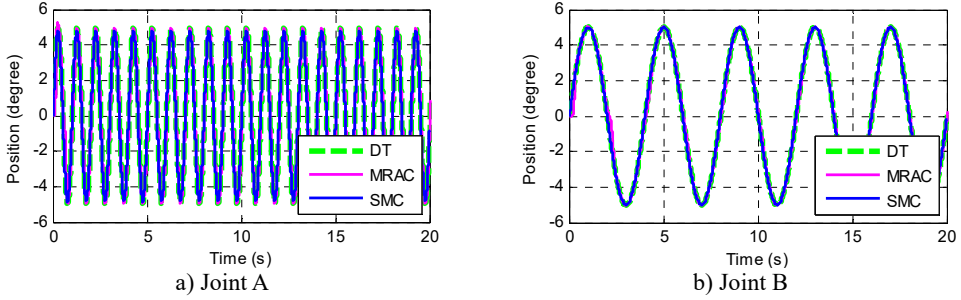 6
4
2
0
-2
-4
-6
Position (degree)
DT
MRAC
SMC
0 5 10 15 20
Time (s)
a) Joint A
6
4
2
0
-2
-4
-6
Position (degree)
DT
MRAC
SMC
0 5 10 15 20
Time (s)
b) Joint B